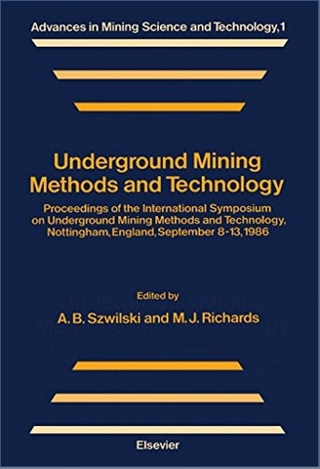 Advances in Mining Science and Technology,1
Underground Mining
Methods and Technology
Proceedings of the International Symposium
on Underground Mining Methods and Technology,
Nottingham, England, September 8-13, 1986
Edited by
A.B. Szwilski and M.J. Richards
Elsevier